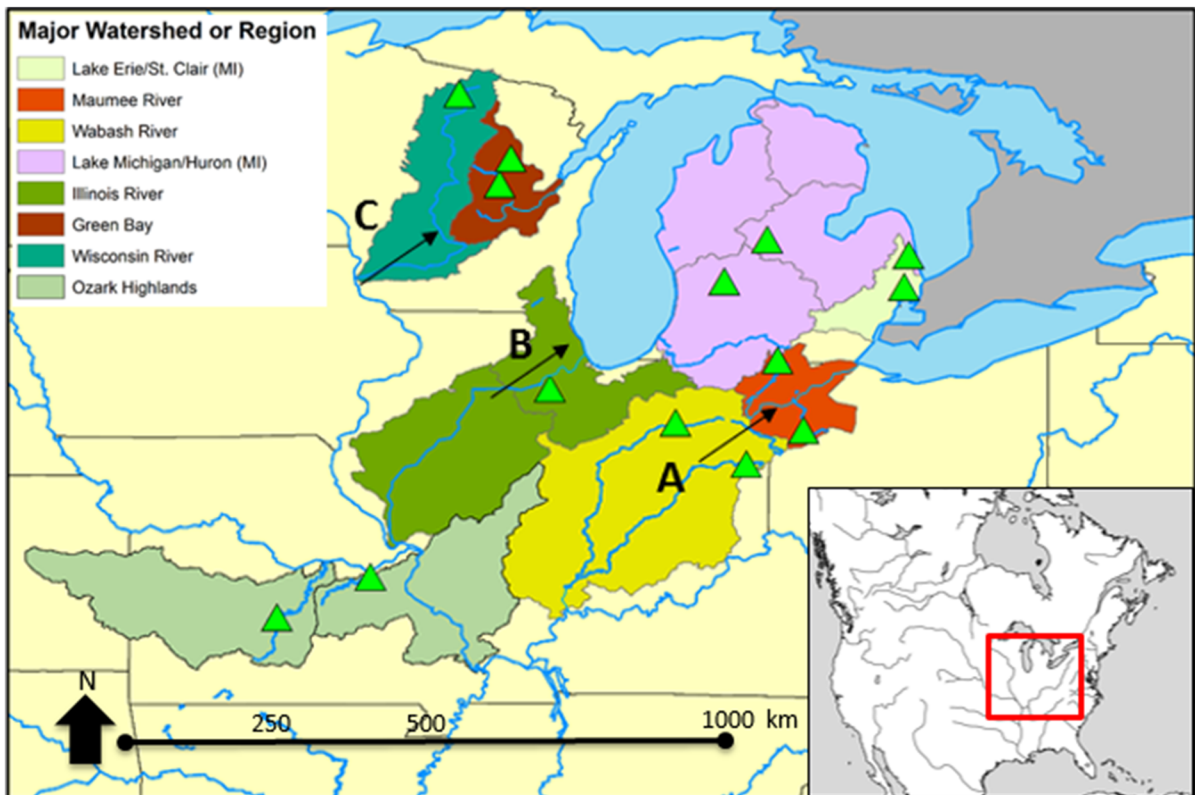 Major Watershed or Region
Lake Erie/St. Clair (MI)
Maumee River
Wabash River
Lake Michigan/Huron (MI)
Illinois River
Green Bay
Wisconsin River
Ozark Highlands
C
B
A
N
250 500 1000 km